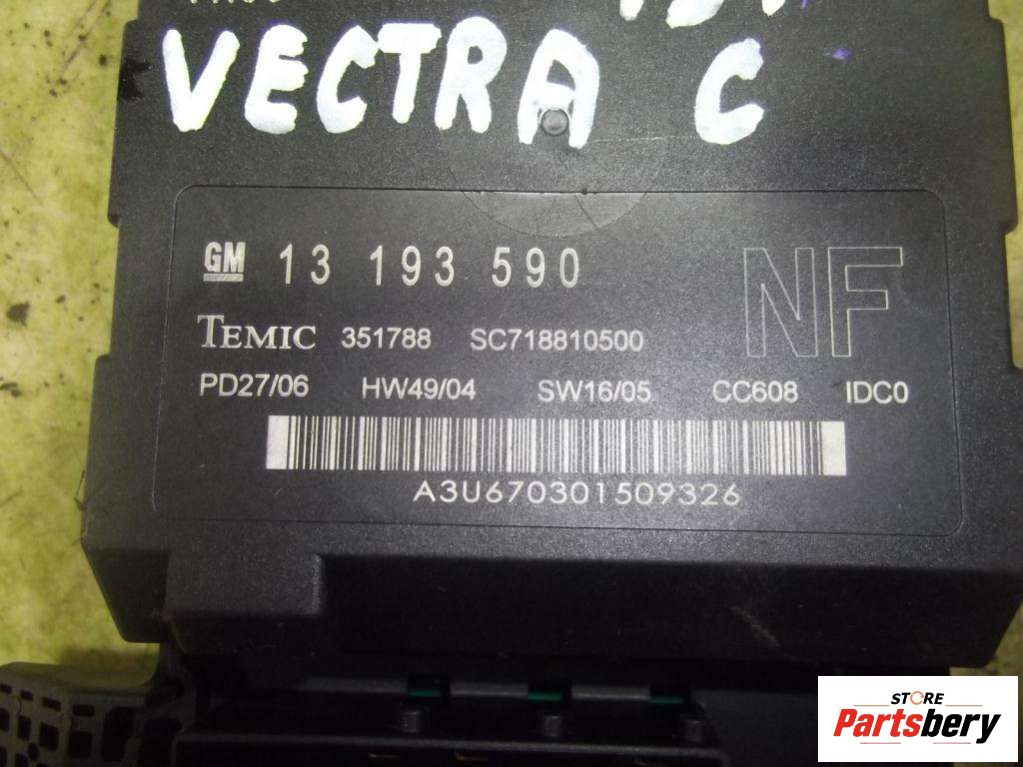 VECTRA C
GM 13 193 590
NF
TEMIC 351788 SC718810500
PD27/06 HW49/04 SW16/05 CC608 IDC0
A3U670301509326
STORE
Partsbery